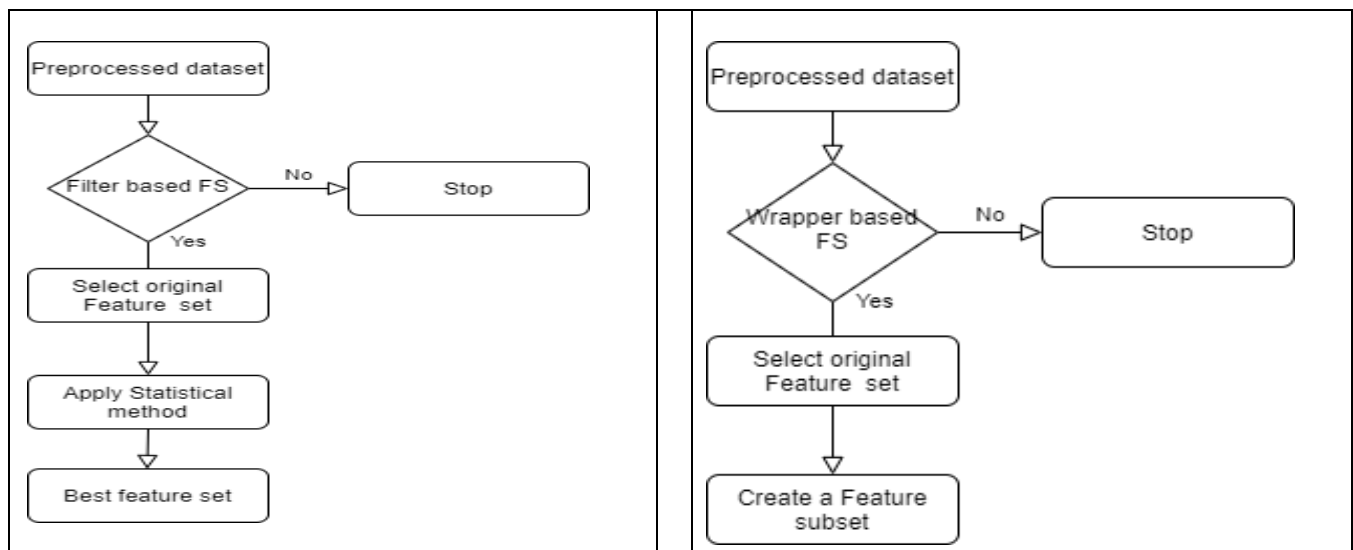 Preprocessed dataset
Filter based FS
No
Stop
Yes
Select original
Feature set
Apply Statistical
method
Best feature set
Preprocessed dataset
Wrapper based
FS
No
Stop
Yes
Select original
Feature set
Create a Feature
subset